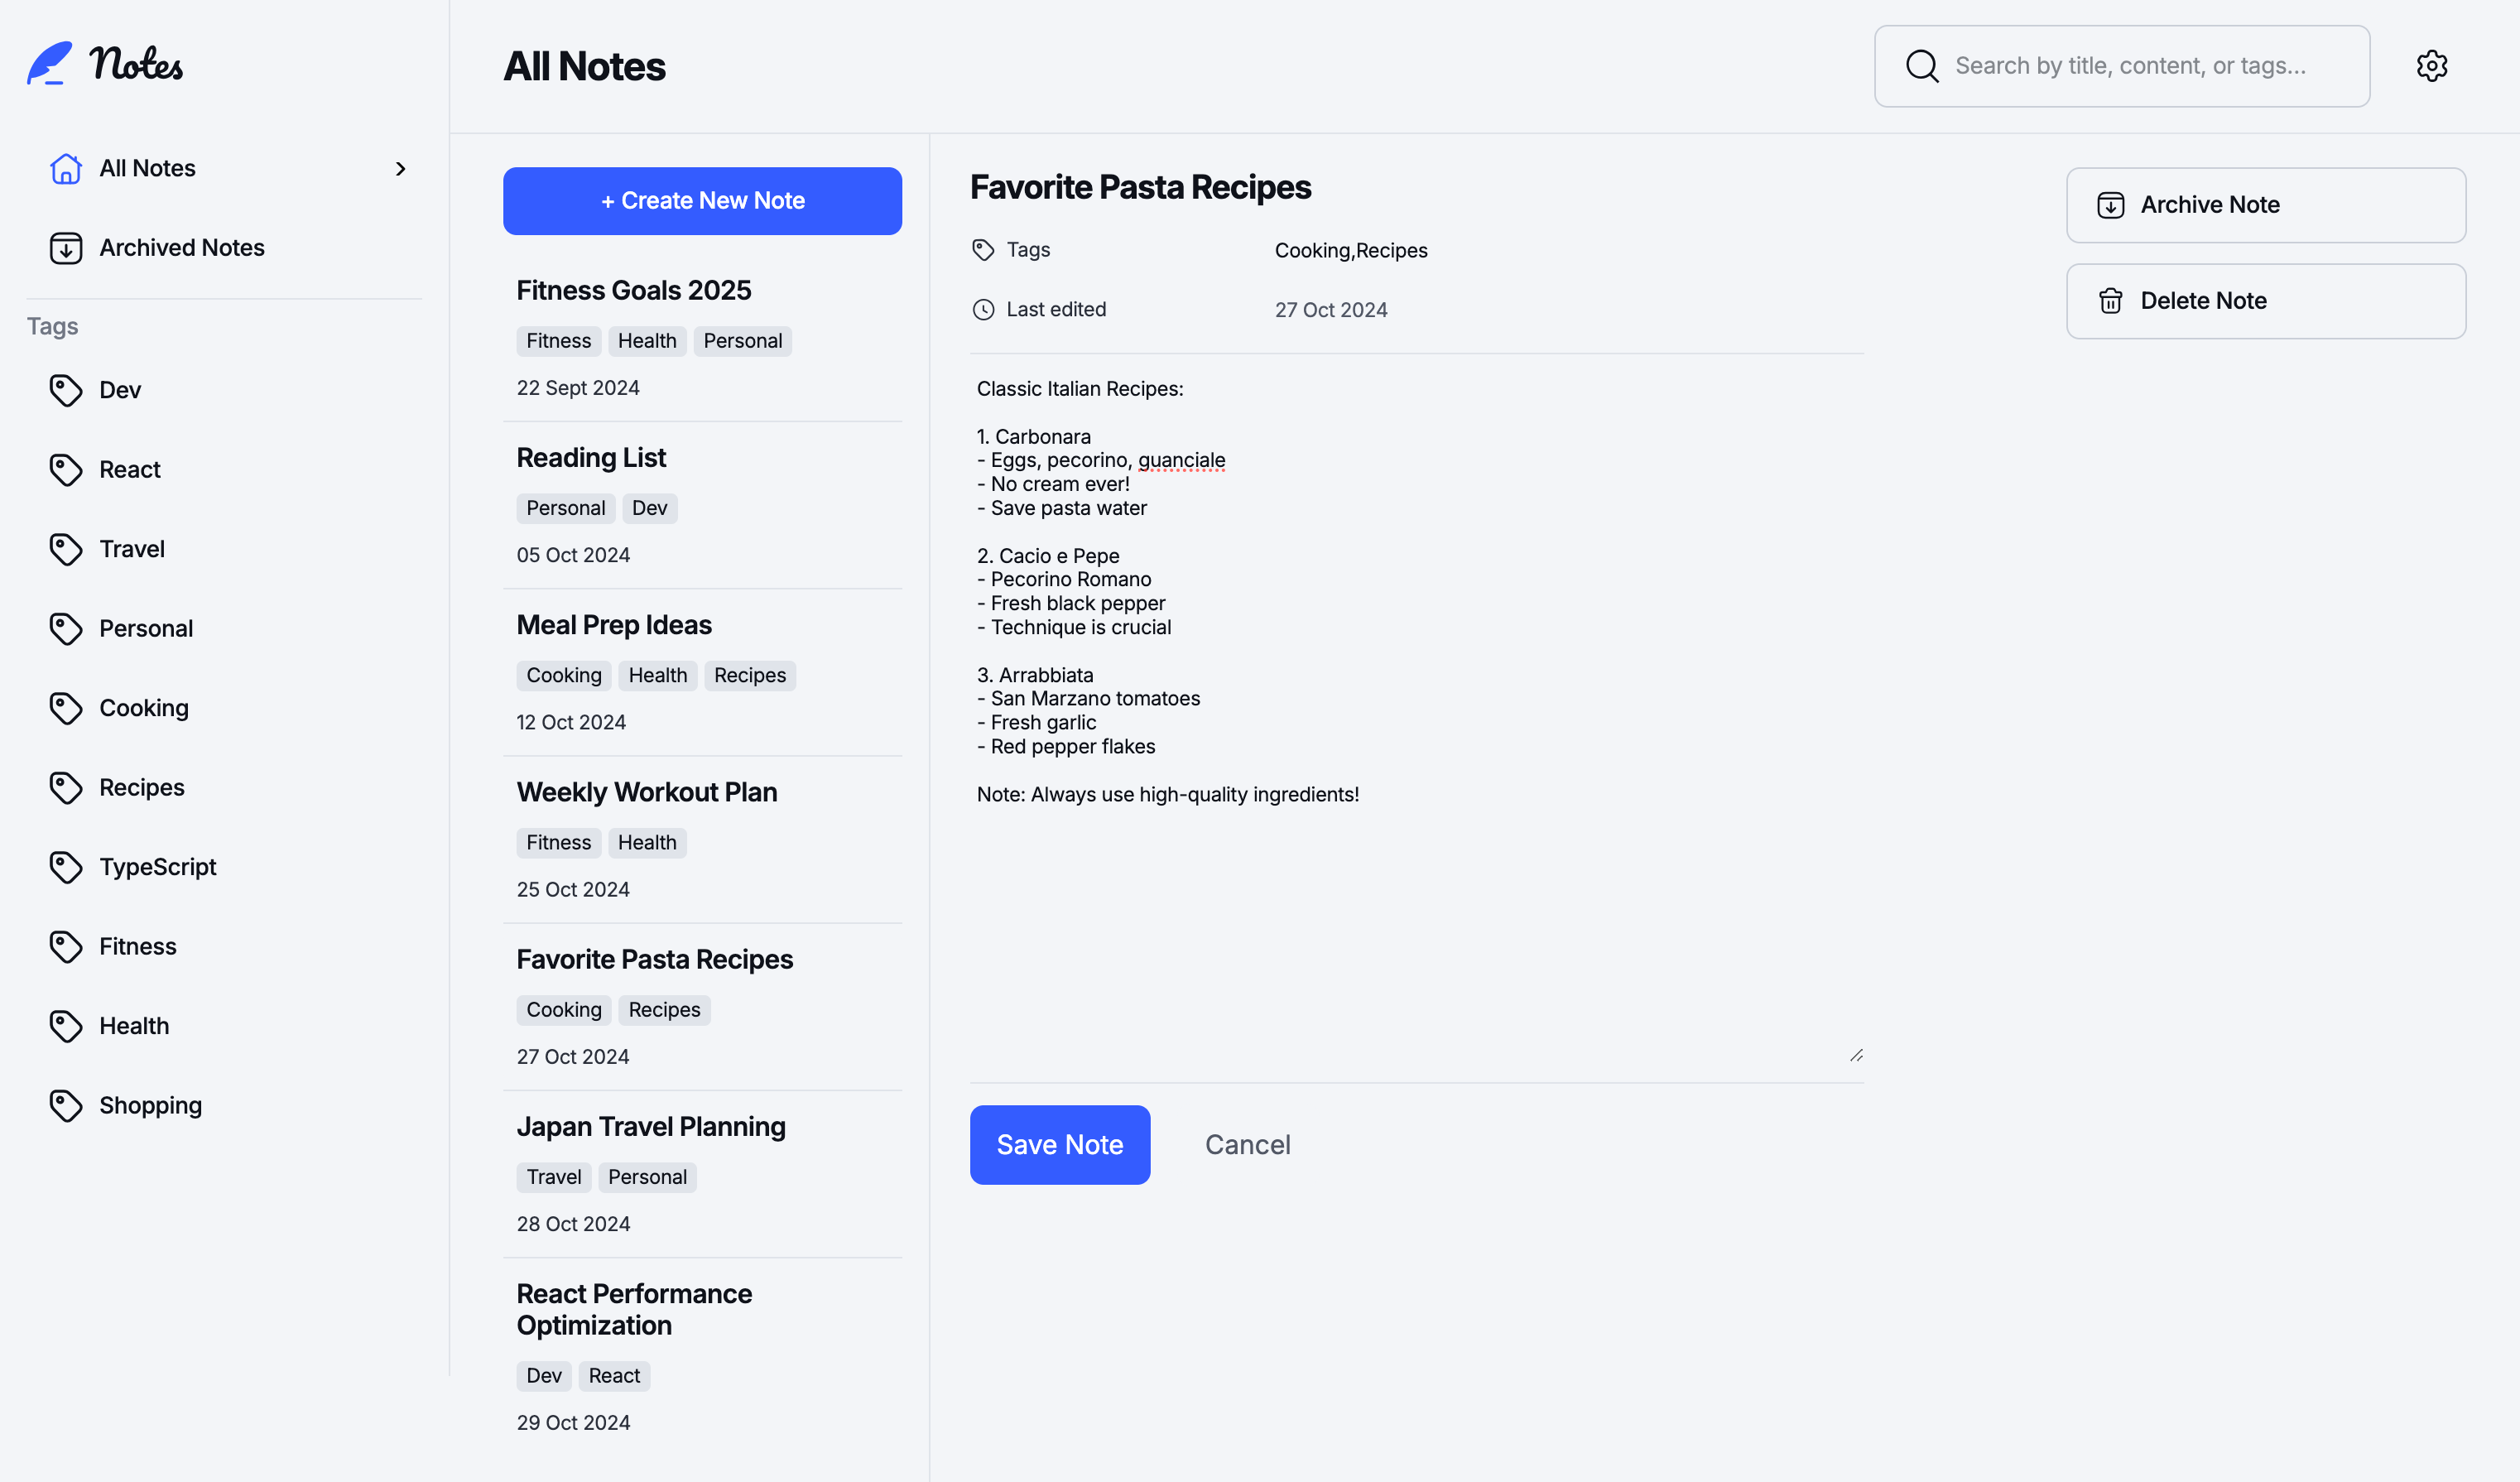 Notes
All Notes
Archived Notes
Tags
Dev
React
Travel
Personal
Cooking
Recipes
TypeScript
Fitness
Health
Shopping
All Notes
Search by title, content, or tags...
+ Create New Note
Fitness Goals 2025
Fitness Health Personal
22 Sept 2024
Reading List
Personal Dev
05 Oct 2024
Meal Prep Ideas
Cooking Health Recipes
12 Oct 2024
Weekly Workout Plan
Fitness Health
25 Oct 2024
Favorite Pasta Recipes
Cooking Recipes
27 Oct 2024
Japan Travel Planning
Travel Personal
28 Oct 2024
React Performance
Optimization
Dev React
29 Oct 2024
Favorite Pasta Recipes
Tags Cooking,Recipes
Last edited 27 Oct 2024
Classic Italian Recipes:
1. Carbonara
- Eggs, pecorino, guanciale
- No cream ever!
- Save pasta water
2. Cacio e Pepe
- Pecorino Romano
- Fresh black pepper
- Technique is crucial
3. Arrabbiata
- San Marzano tomatoes
- Fresh garlic
- Red pepper flakes
Note: Always use high-quality ingredients!
Save Note Cancel
Archive Note
Delete Note